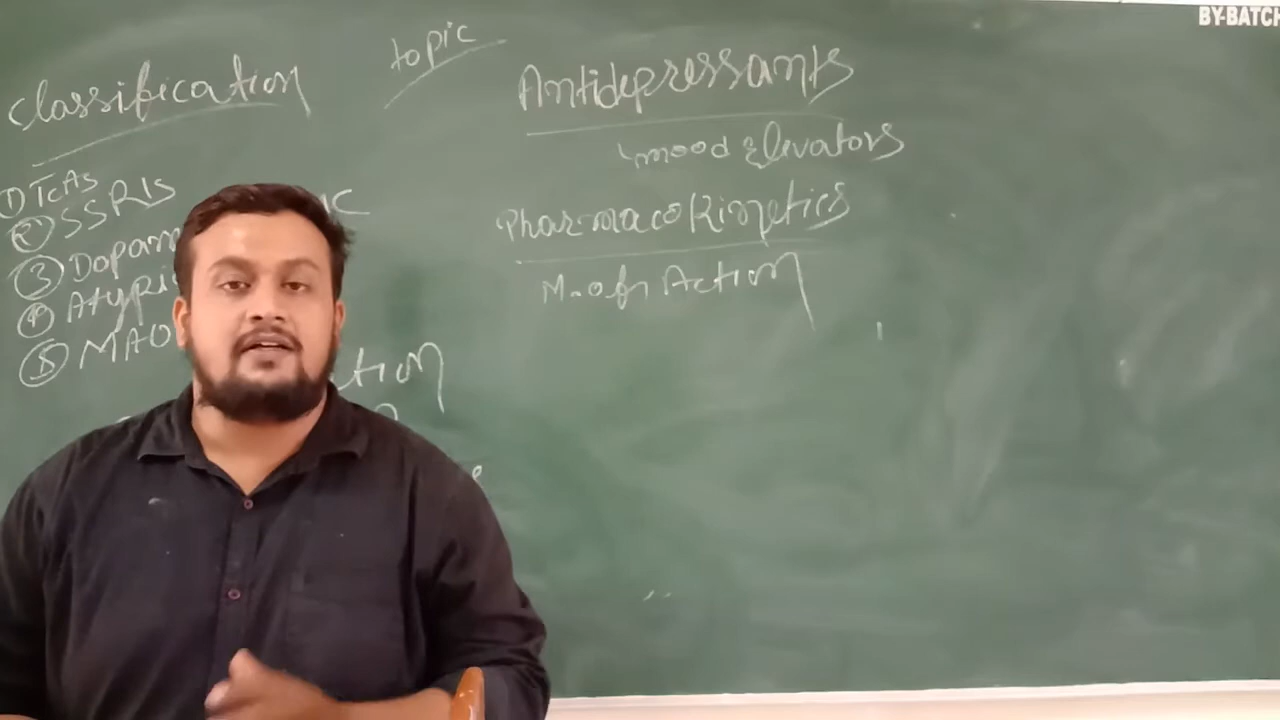 BY-BATCH
topic
Classification
① TCAs
② SSRIs
③ Dopam
④ Atypi
⑤ MAO
Antidepressants
mood Elevators
Pharmacokinetics
M.of Action